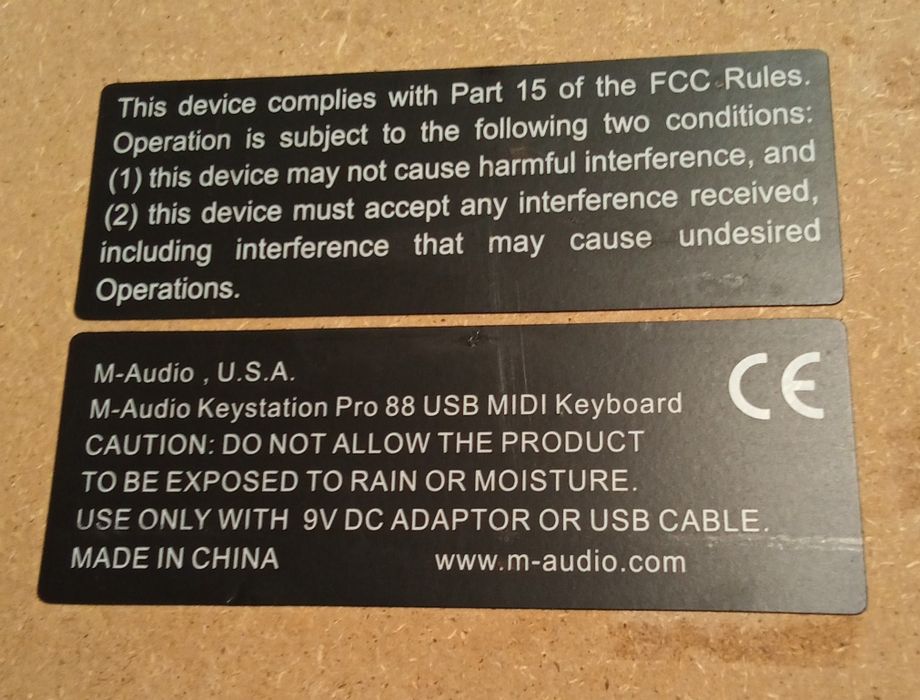 This device complies with Part 15 of the FCC Rules.
Operation is subject to the following two conditions:
(1) this device may not cause harmful interference, and
(2) this device must accept any interference received,
including interference that may cause undesired
Operations.
M-Audio , U.S.A.
CE
M-Audio Keystation Pro 88 USB MIDI Keyboard
CAUTION: DO NOT ALLOW THE PRODUCT
TO BE EXPOSED TO RAIN OR MOISTURE.
USE ONLY WITH 9V DC ADAPTOR OR USB CABLE.
MADE IN CHINA www.m-audio.com